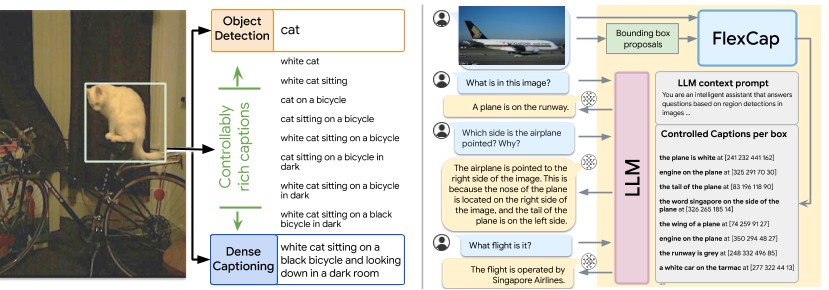 Object
Detection
cat
white cat
white cat sitting
cat on a bicycle
cat sitting on a bicycle
white cat sitting on a bicycle
cat sitting on a bicycle in
dark
white cat sitting on a bicycle
in dark
white cat sitting on a black
bicycle in dark
Controllably
rich captions
Dense
Captioning
white cat sitting on a
black bicycle and looking
down in a dark room
Bounding box
proposals
FlexCap
What is in this image?
A plane is on the runway.
Which side is the airplane
pointed? Why?
The airplane is pointed to the
right side of the image. This is
because the nose of the plane
is located on the right side of
the image, and the tail of the
plane is on the left side.
What flight is it?
The flight is operated by
Singapore Airlines.
LLM
LLM context prompt
You are an intelligent assistant that answers
questions based on region detections in
images ...
Controlled Captions per box
the plane is white at [241 232 441 162]
engine on the plane at [325 291 70 30]
the tail of the plane at [83 196 118 90]
the word singapore on the side of the
plane at [326 265 185 14]
the wing of a plane at [74 259 91 27]
engine on the plane at [350 294 48 27]
the runway is grey at [248 332 496 85]
a white car on the tarmac at [277 322 44 13]
...